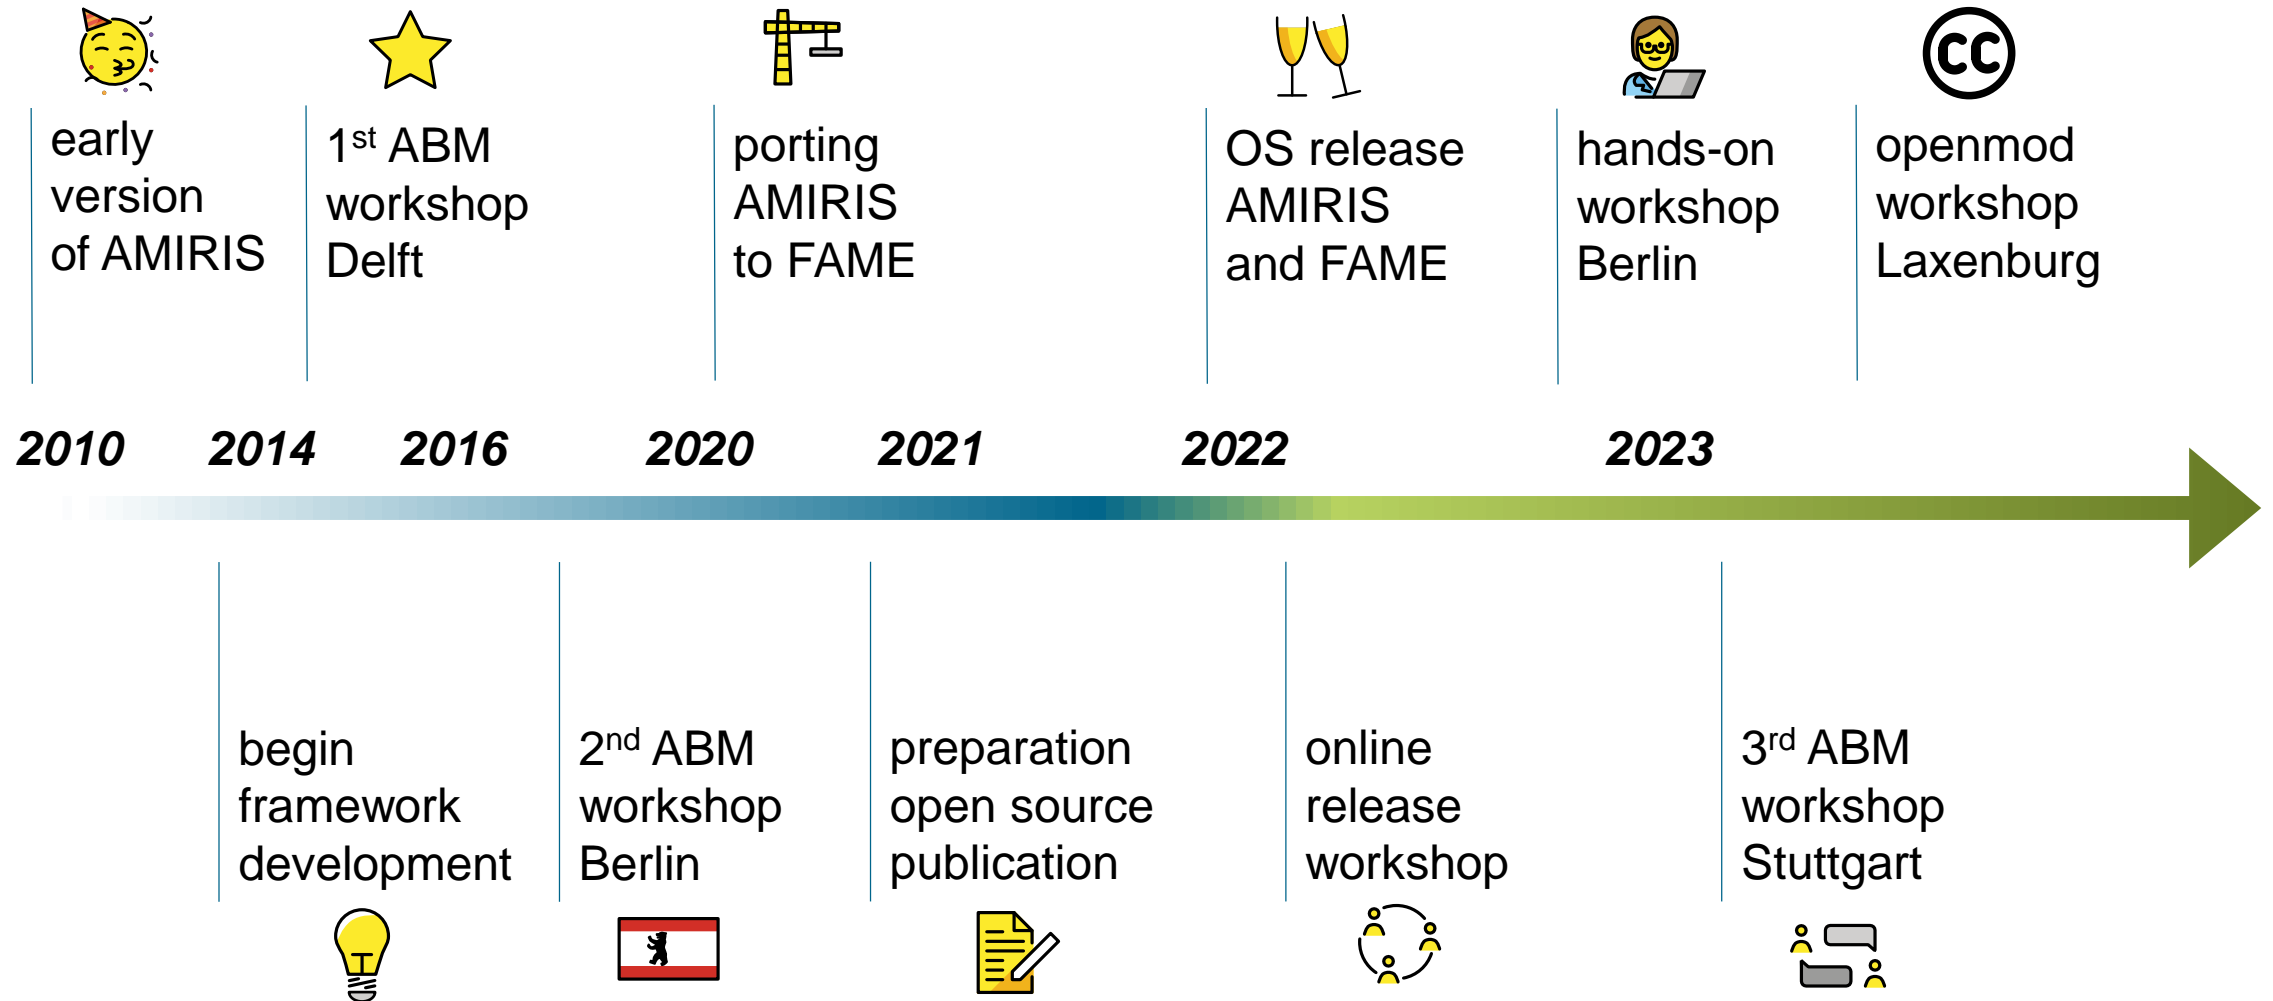 early
version
of AMIRIS
1st ABM
workshop
Delft
porting
AMIRIS
to FAME
OS release
AMIRIS
and FAME
hands-on
workshop
Berlin
openmod
workshop
Laxenburg
2010 2014 2016 2020 2021 2022 2023
begin
framework
development
2nd ABM
workshop
Berlin
preparation
open source
publication
online
release
workshop
3rd ABM
workshop
Stuttgart